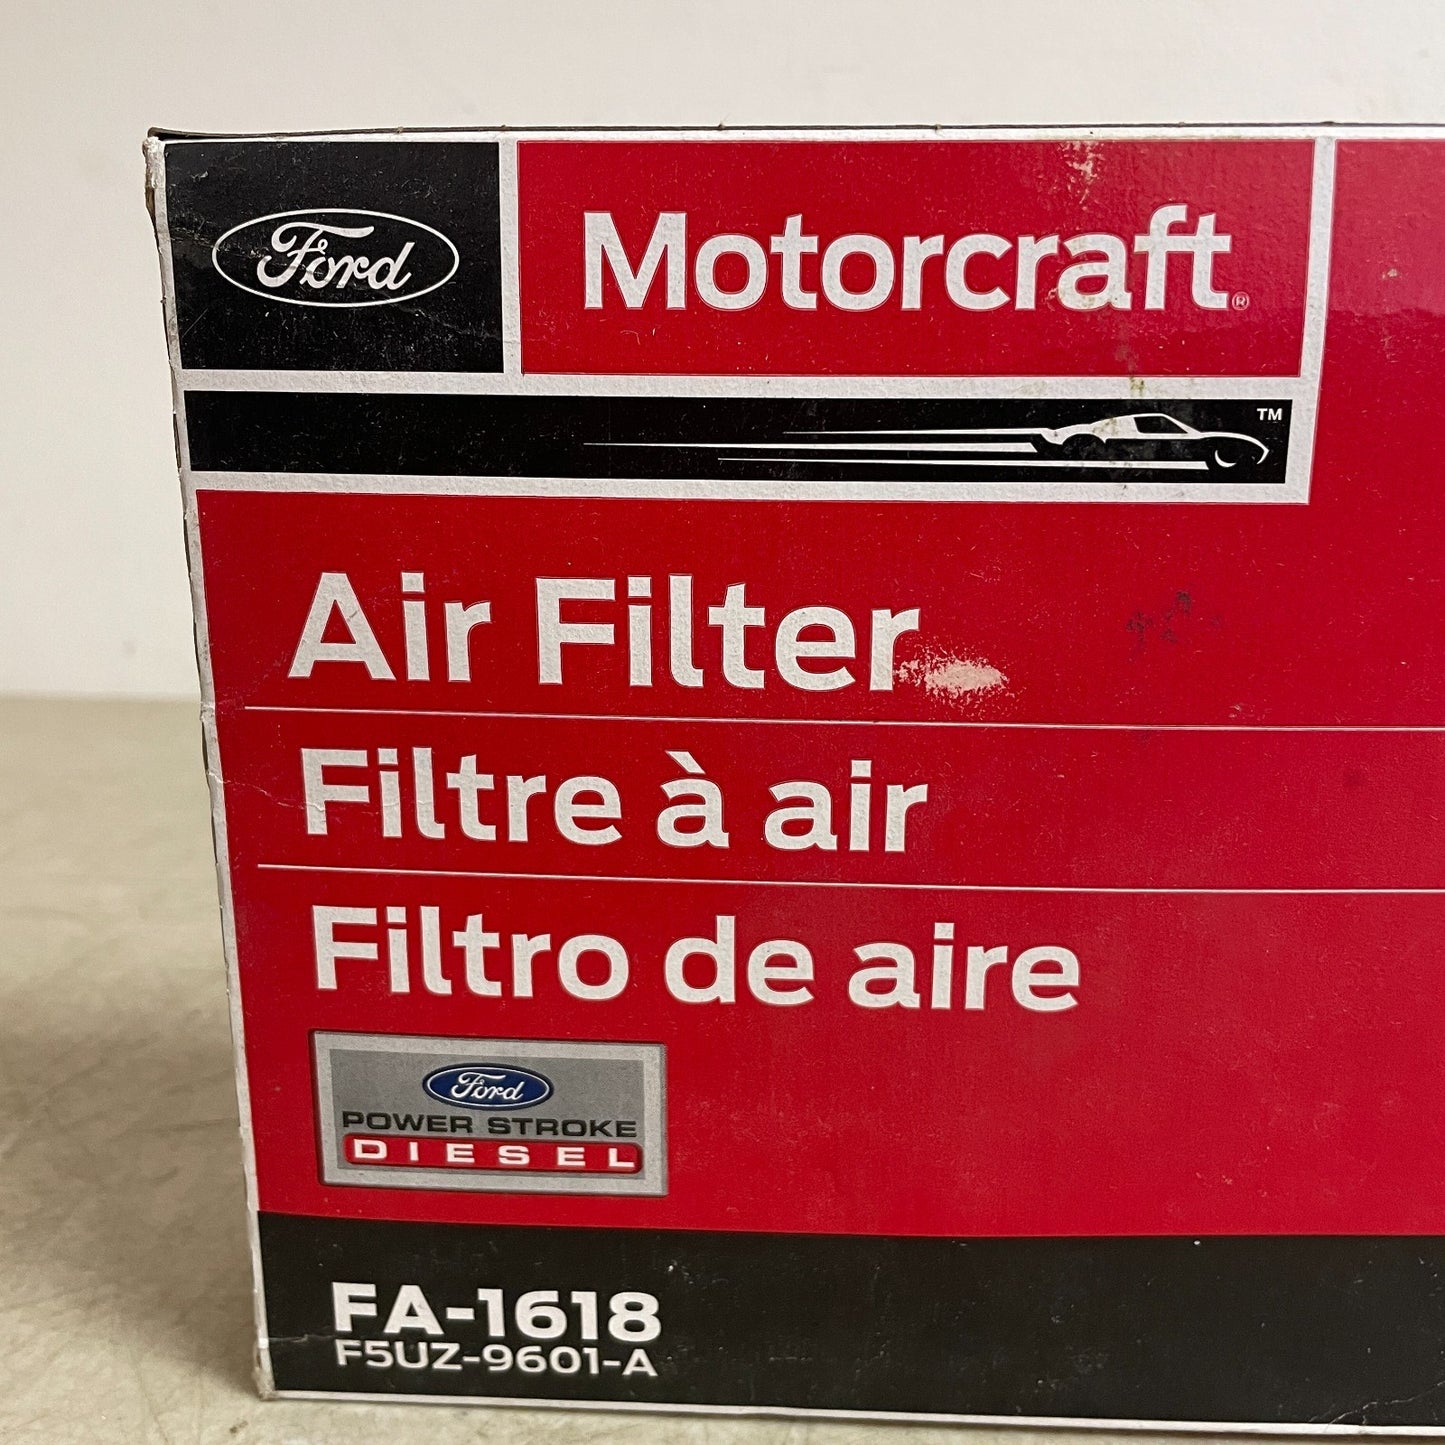 Ford Motorcraft®
™
Air Filter
Filtre à air
Filtro de aire
Ford
POWER STROKE
DIESEL
FA-1618
F5UZ-9601-A